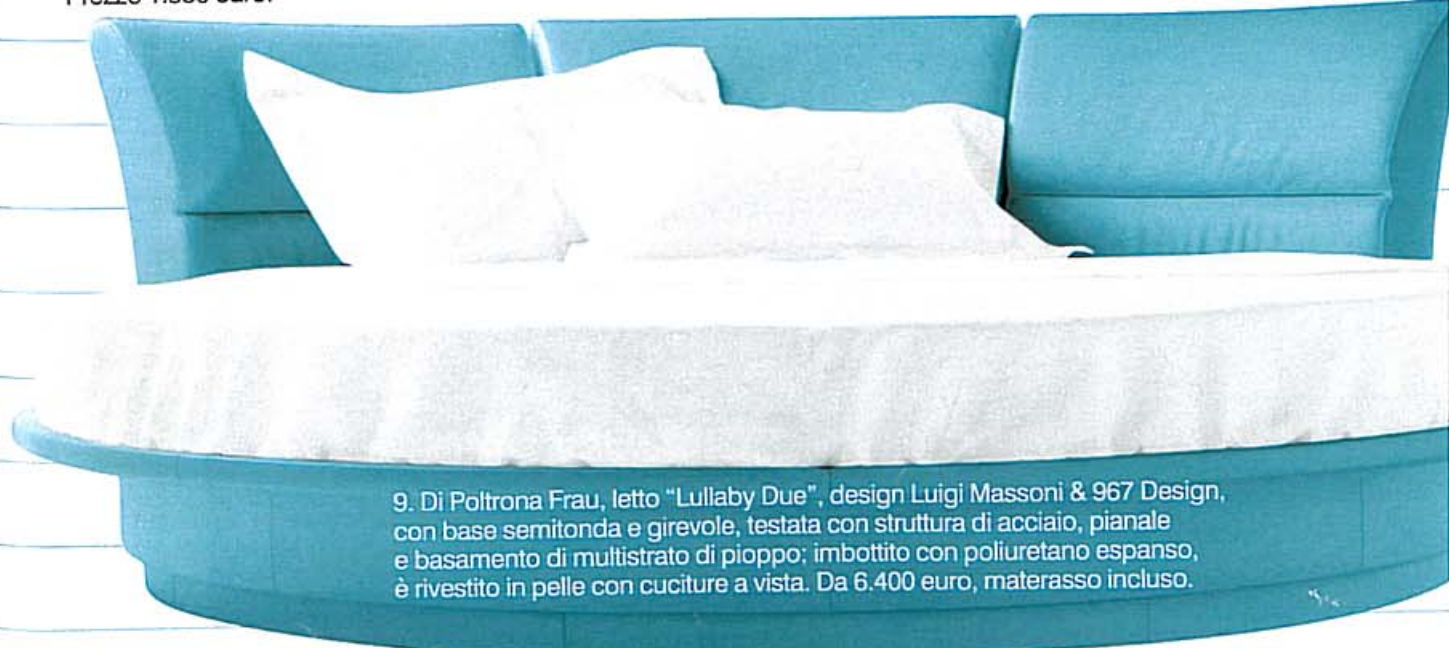 9. Di Poltrona Frau, letto “Lullaby Due”, design Luigi Massoni & 967 Design,
con base semitonda e girevole, testata con struttura di acciaio, pianale
e basamento di multistrato di pioppo; imbottito con poliuretano espanso,
è rivestito in pelle con cuciture a vista. Da 6.400 euro, materasso incluso.